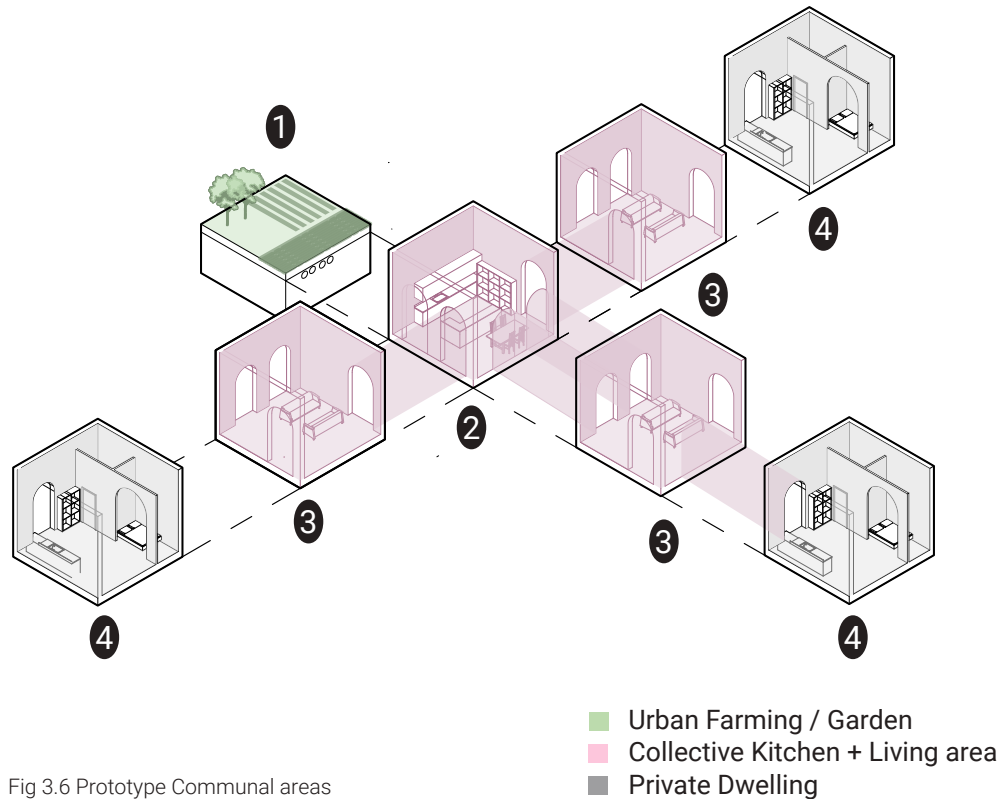 1
4
3
2
3
3
4
4
Urban Farming / Garden
Collective Kitchen + Living area
Private Dwelling
Fig 3.6 Prototype Communal areas